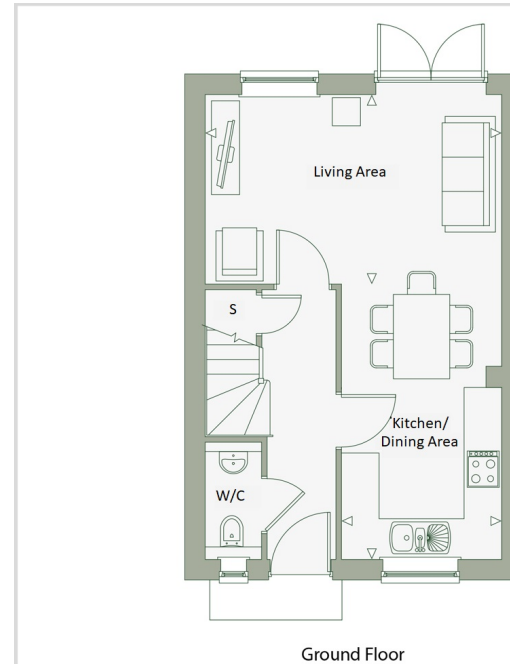 Living Area
S
Kitchen/
Dining Area
W/C
Ground Floor